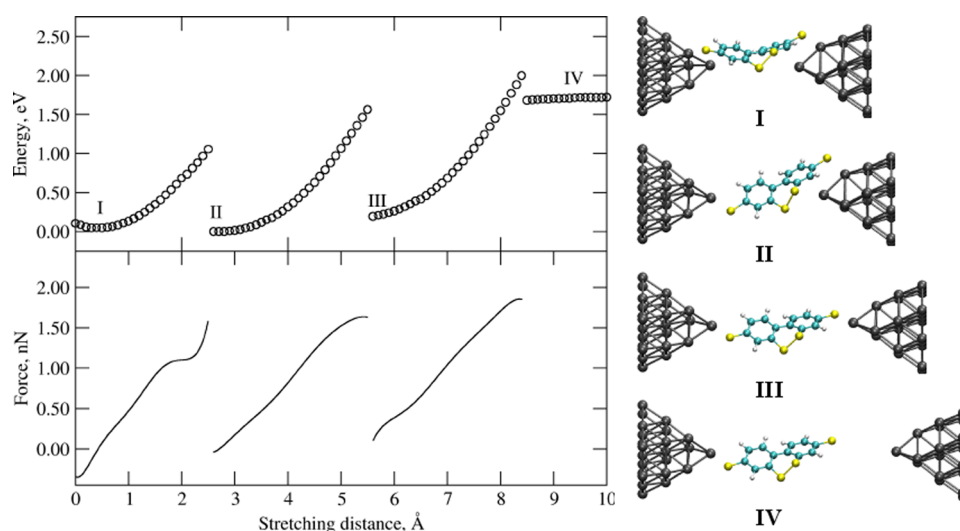 2.50
2.00
1.50
1.00
0.50
0.00
Energy, eV
I
II
III
IV
2.00
1.50
1.00
0.50
0.00
Force, nN
0 1 2 3 4 5 6 7 8 9 10
Stretching distance, Å
I
II
III
IV